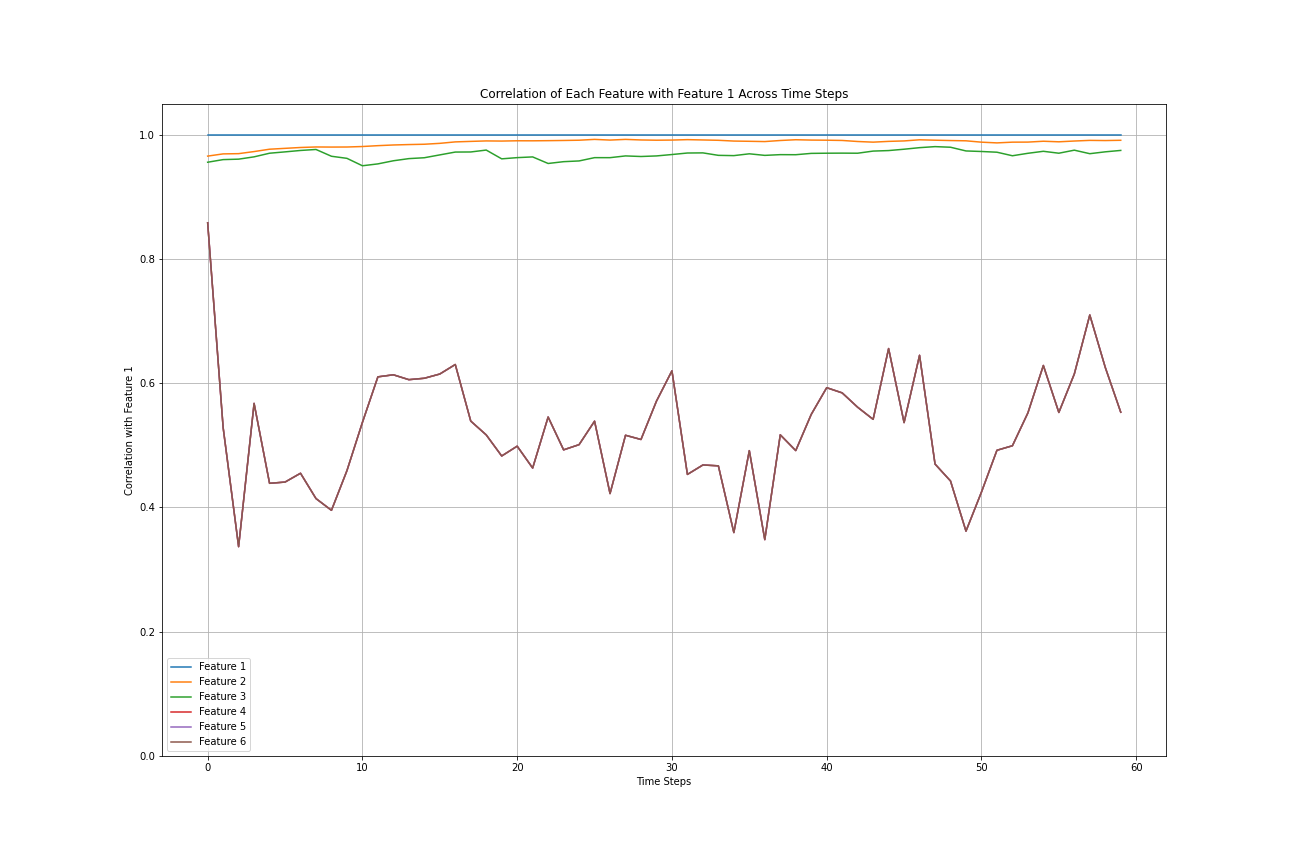 Correlation of Each Feature with Feature 1 Across Time Steps
Correlation with Feature 1
1.0
0.8
0.6
0.4
0.2
0.0
Feature 1
Feature 2
Feature 3
Feature 4
Feature 5
Feature 6
0 10 20 30 40 50 60
Time Steps